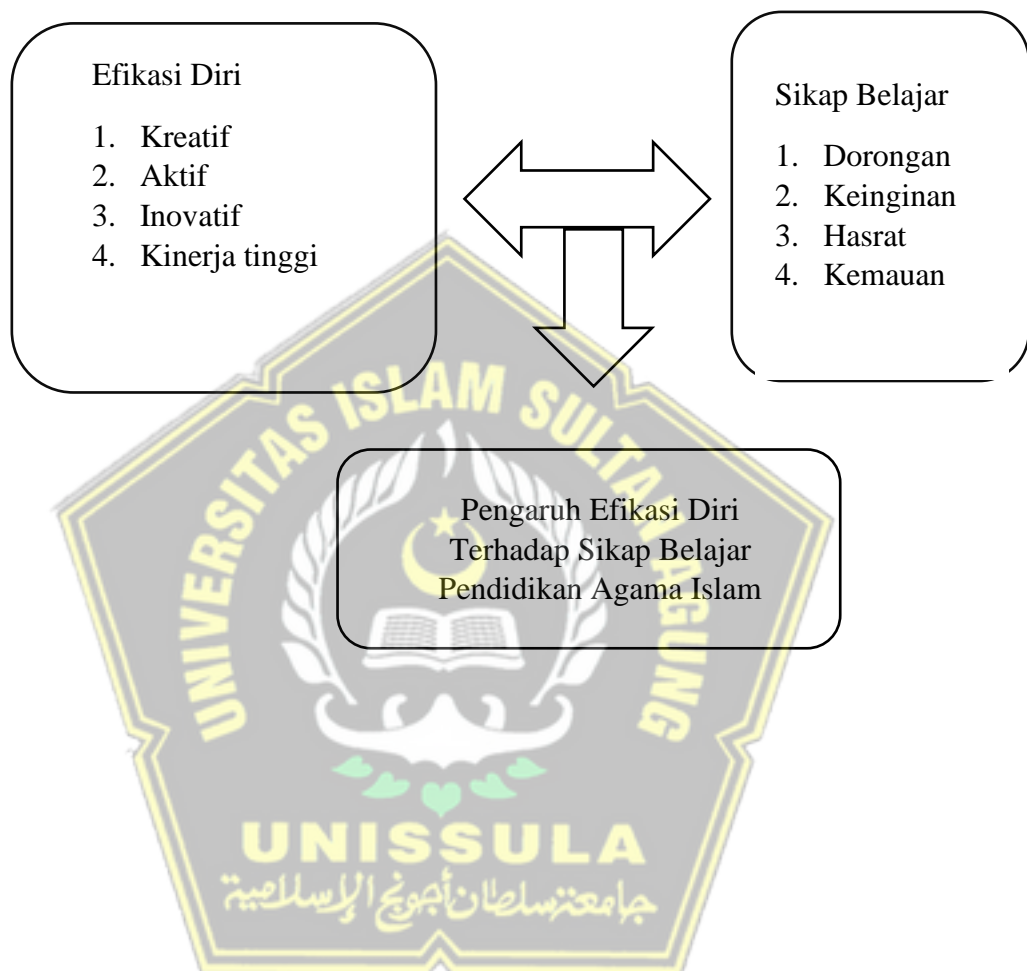 Efikasi Diri
1. Kreatif
2. Aktif
3. Inovatif
4. Kinerja tinggi
Sikap Belajar
1. Dorongan
2. Keinginan
3. Hasrat
4. Kemauan
Pengaruh Efikasi Diri
Terhadap Sikap Belajar
Pendidikan Agama Islam
UNIVERSITAS ISLAM SULTAN AGUNG
UNISSULA
جامعة سلطان أجونج الإسلامية